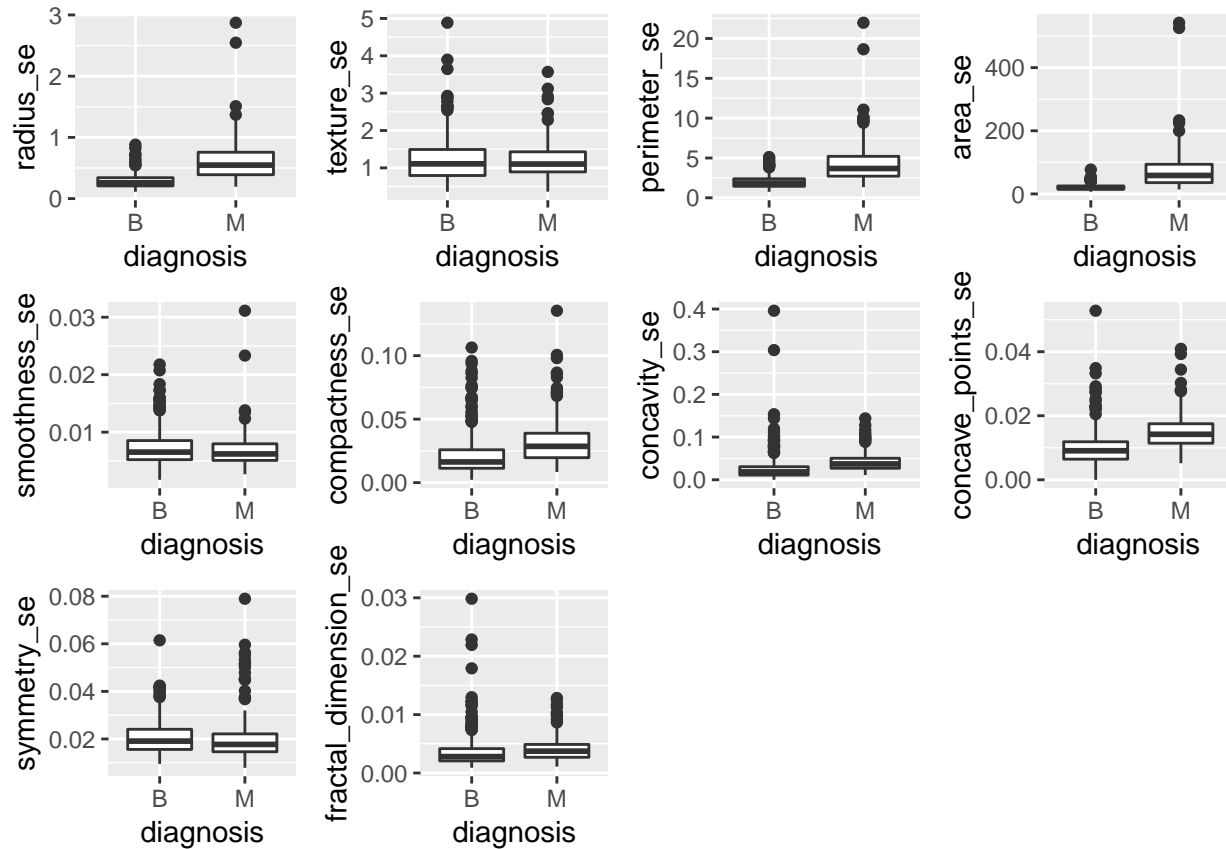 radius_se
3
2
1
0
B
M
diagnosis
texture_se
5
4
3
2
1
B
M
diagnosis
perimeter_se
20
15
10
5
0
B
M
diagnosis
area_se
400
200
0
B
M
diagnosis
smoothness_se
0.03
0.02
0.01
B
M
diagnosis
compactness_se
0.10
0.05
0.00
B
M
diagnosis
concavity_se
0.4
0.3
0.2
0.1
0.0
B
M
diagnosis
concave_points_se
0.04
0.02
0.00
B
M
diagnosis
symmetry_se
0.08
0.06
0.04
0.02
B
M
diagnosis
fractal_dimension_se
0.03
0.02
0.01
0.00
B
M
diagnosis